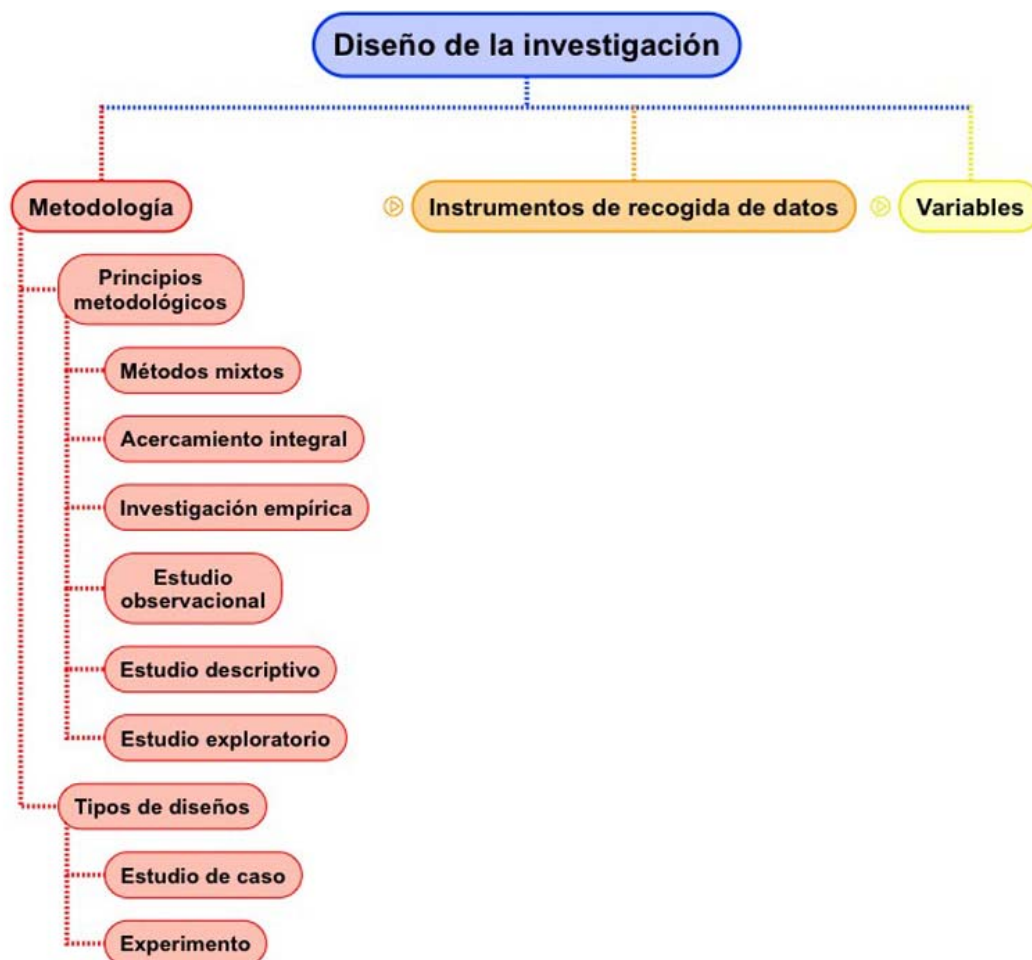 Diseño de la investigación
Metodología
Instrumentos de recogida de datos
Variables
Principios
metodológicos
Métodos mixtos
Acercamiento integral
Investigación empírica
Estudio
observacional
Estudio descriptivo
Estudio exploratorio
Tipos de diseños
Estudio de caso
Experimento